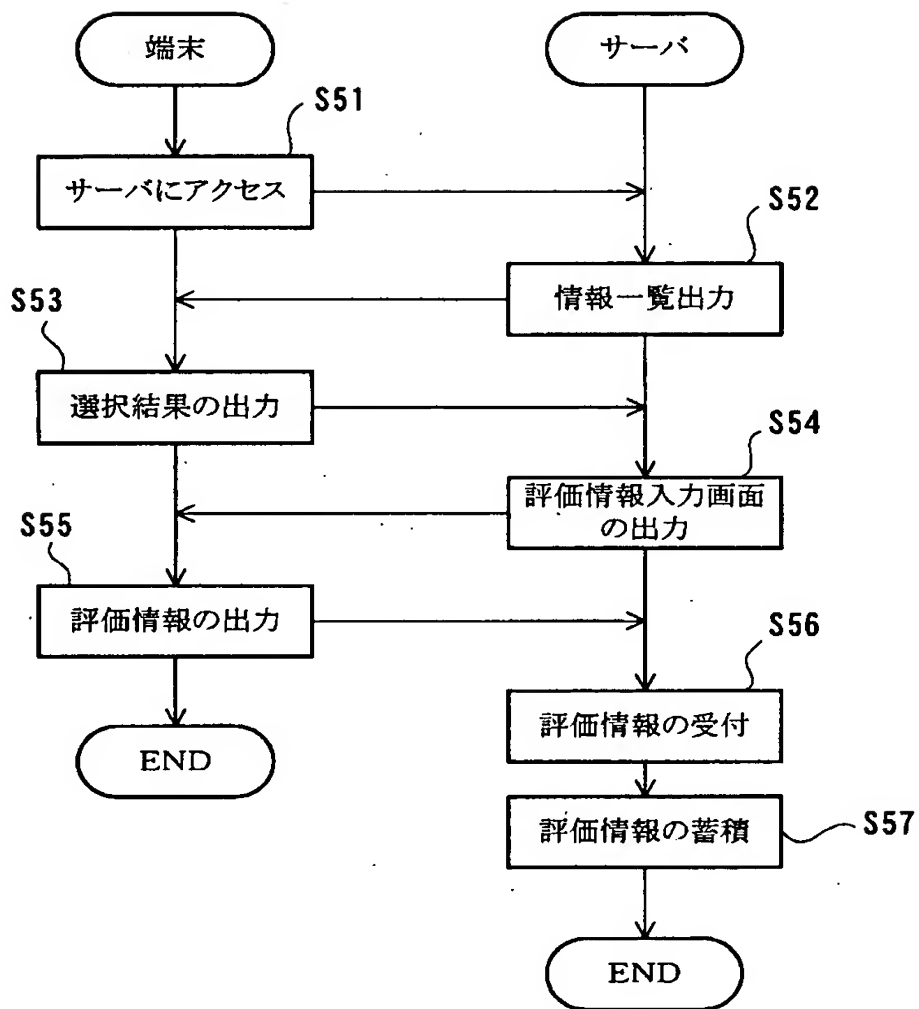 端末
サーバ
S51
サーバにアクセス
S52
情報一覧出力
S53
選択結果の出力
S54
評価情報入力画面
の出力
S55
評価情報の出力
S56
評価情報の受付
END
評価情報の蓄積
S57
END